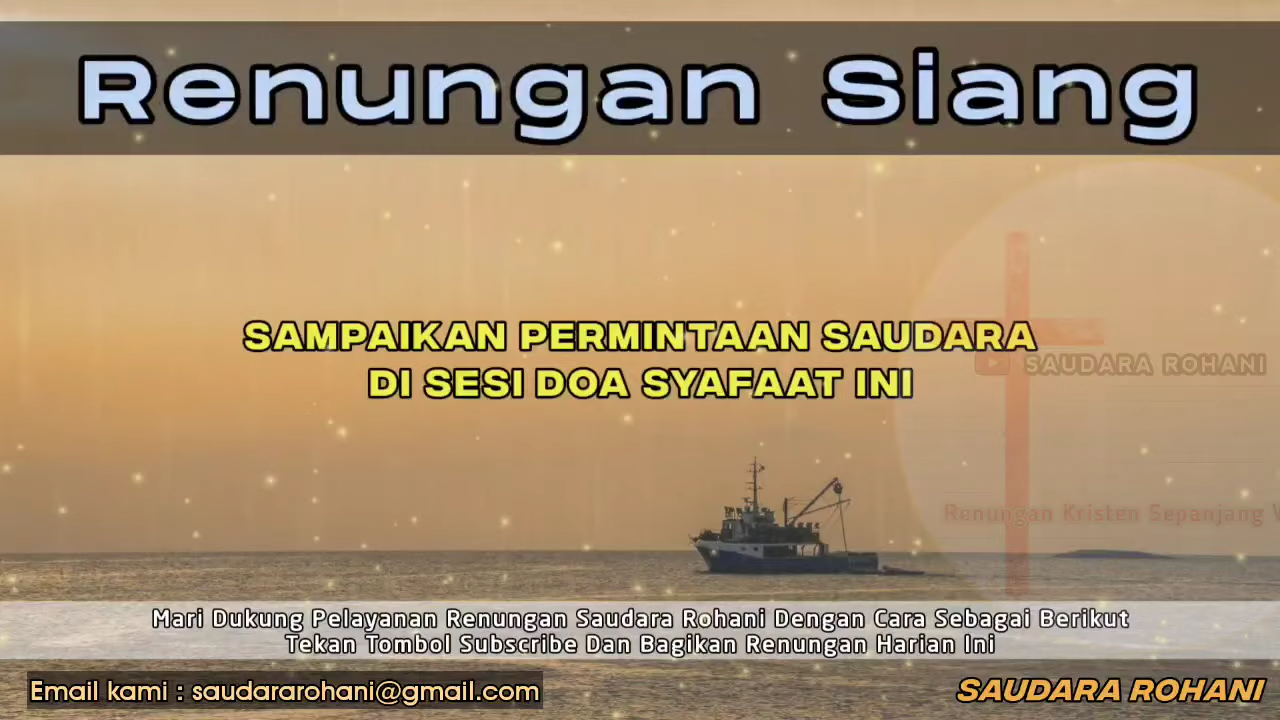 Renungan Siang
SAMPAIKAN PERMINTAAN SAUDARA
DI SESI DOA SYAFAAT INI
SAUDARA ROHANI
Renungan Kristen Sepanjang
Mari Dukung Pelayanan Renungan Saudara Rohani Dengan Cara Sebagai Berikut
Tekan Tombol Subscribe Dan Bagikan Renungan Harian Ini
Email kami : saudararohani@gmail.com
SAUDARA ROHANI